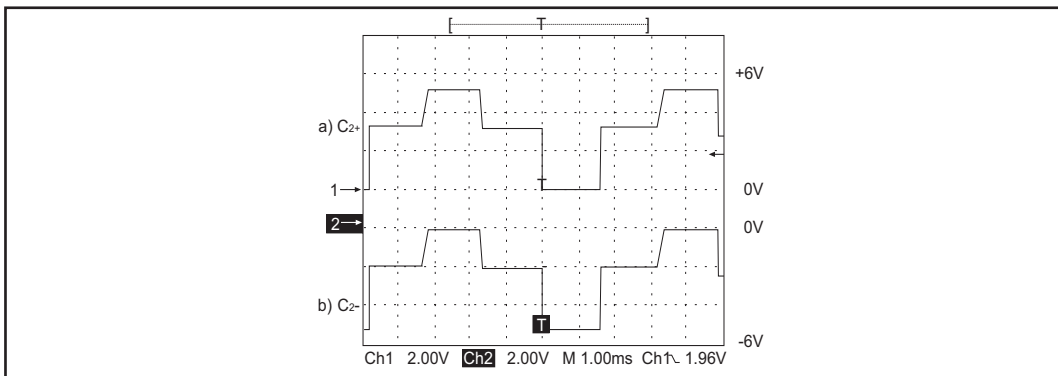 T
+6V
a) C2+
1
T
0V
2
0V
b) C2-
T
-6V
Ch1 2.00V Ch2 2.00V M 1.00ms Ch1 1.96V